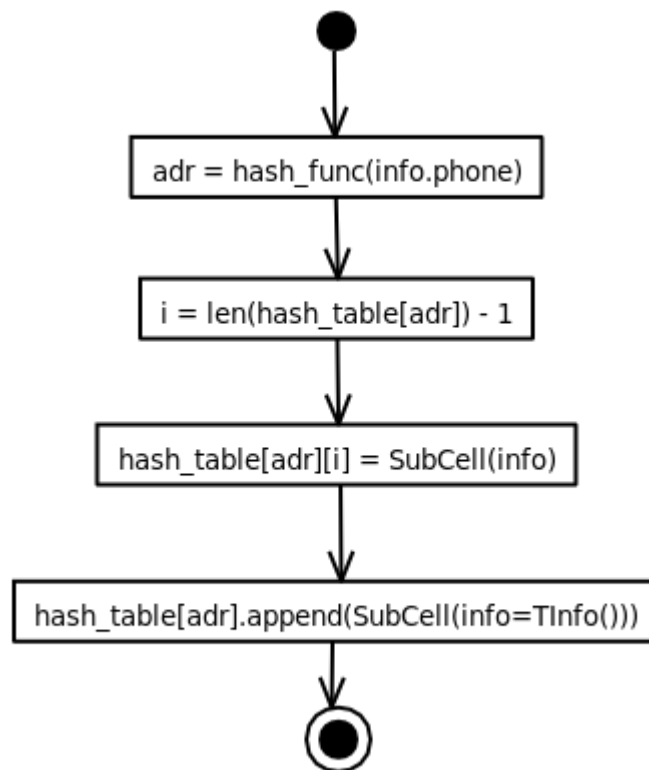 adr = hash_func(info.phone)
i = len(hash_table[adr]) - 1
hash_table[adr][i] = SubCell(info)
hash_table[adr].append(SubCell(info=TInfo()))